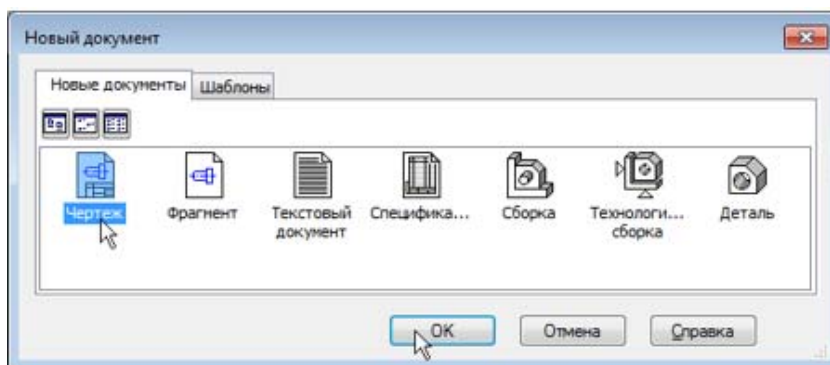 Новый документ
Новые документы Шаблоны
Чертеж Фрагмент Текстовый документ Специфика... Сборка Технологи... сборка Деталь
OK Отмена Справка